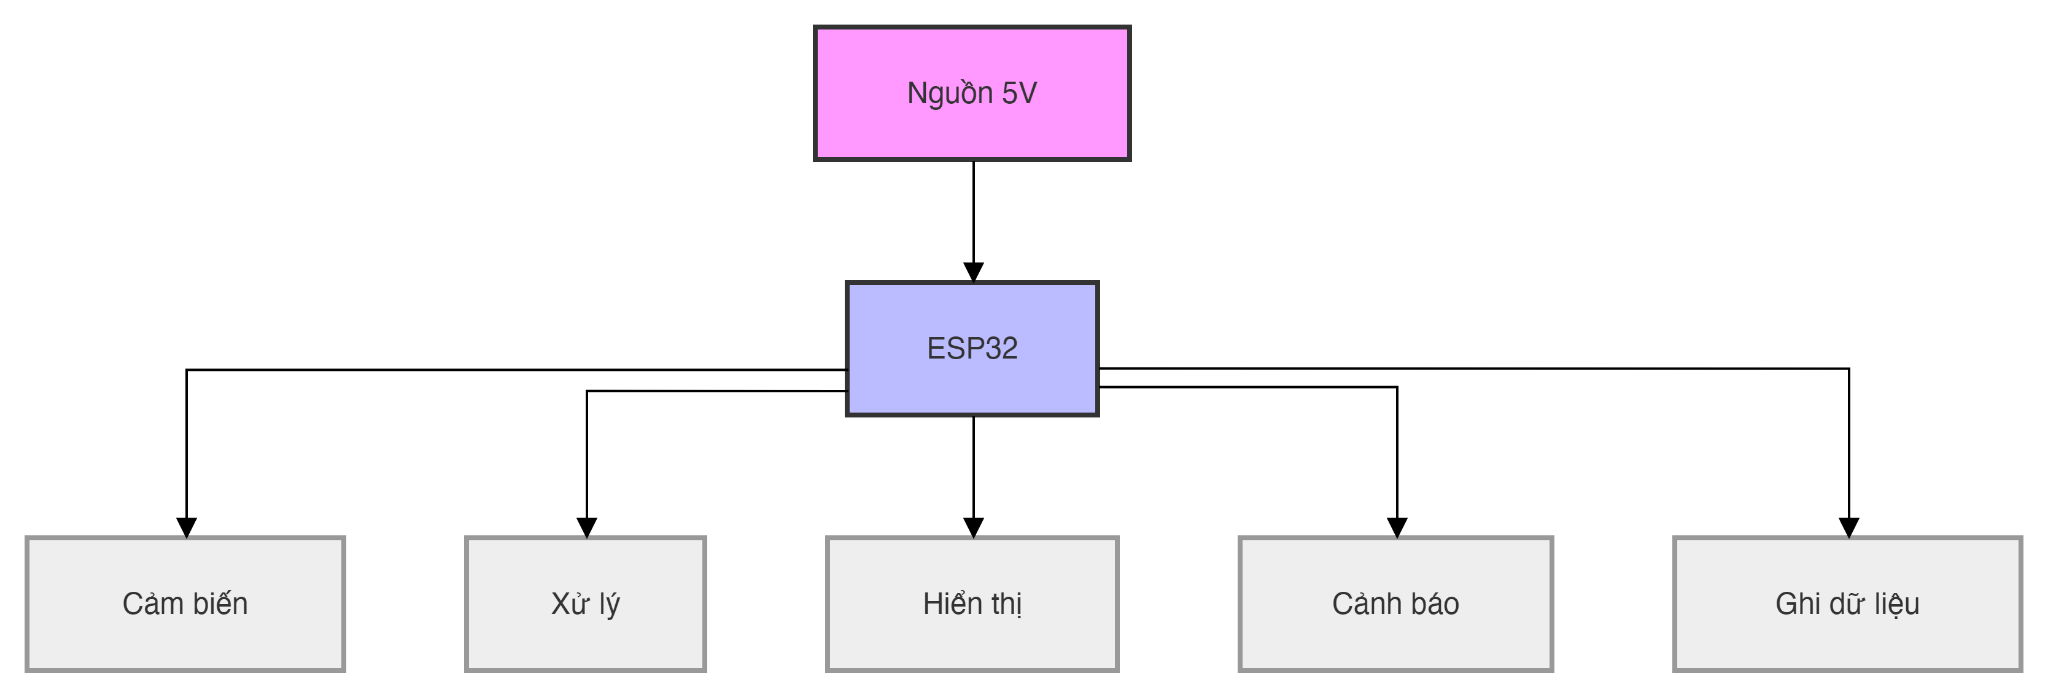 Nguồn 5V
ESP32
Cảm biến
Xử lý
Hiển thị
Cảnh báo
Ghi dữ liệu